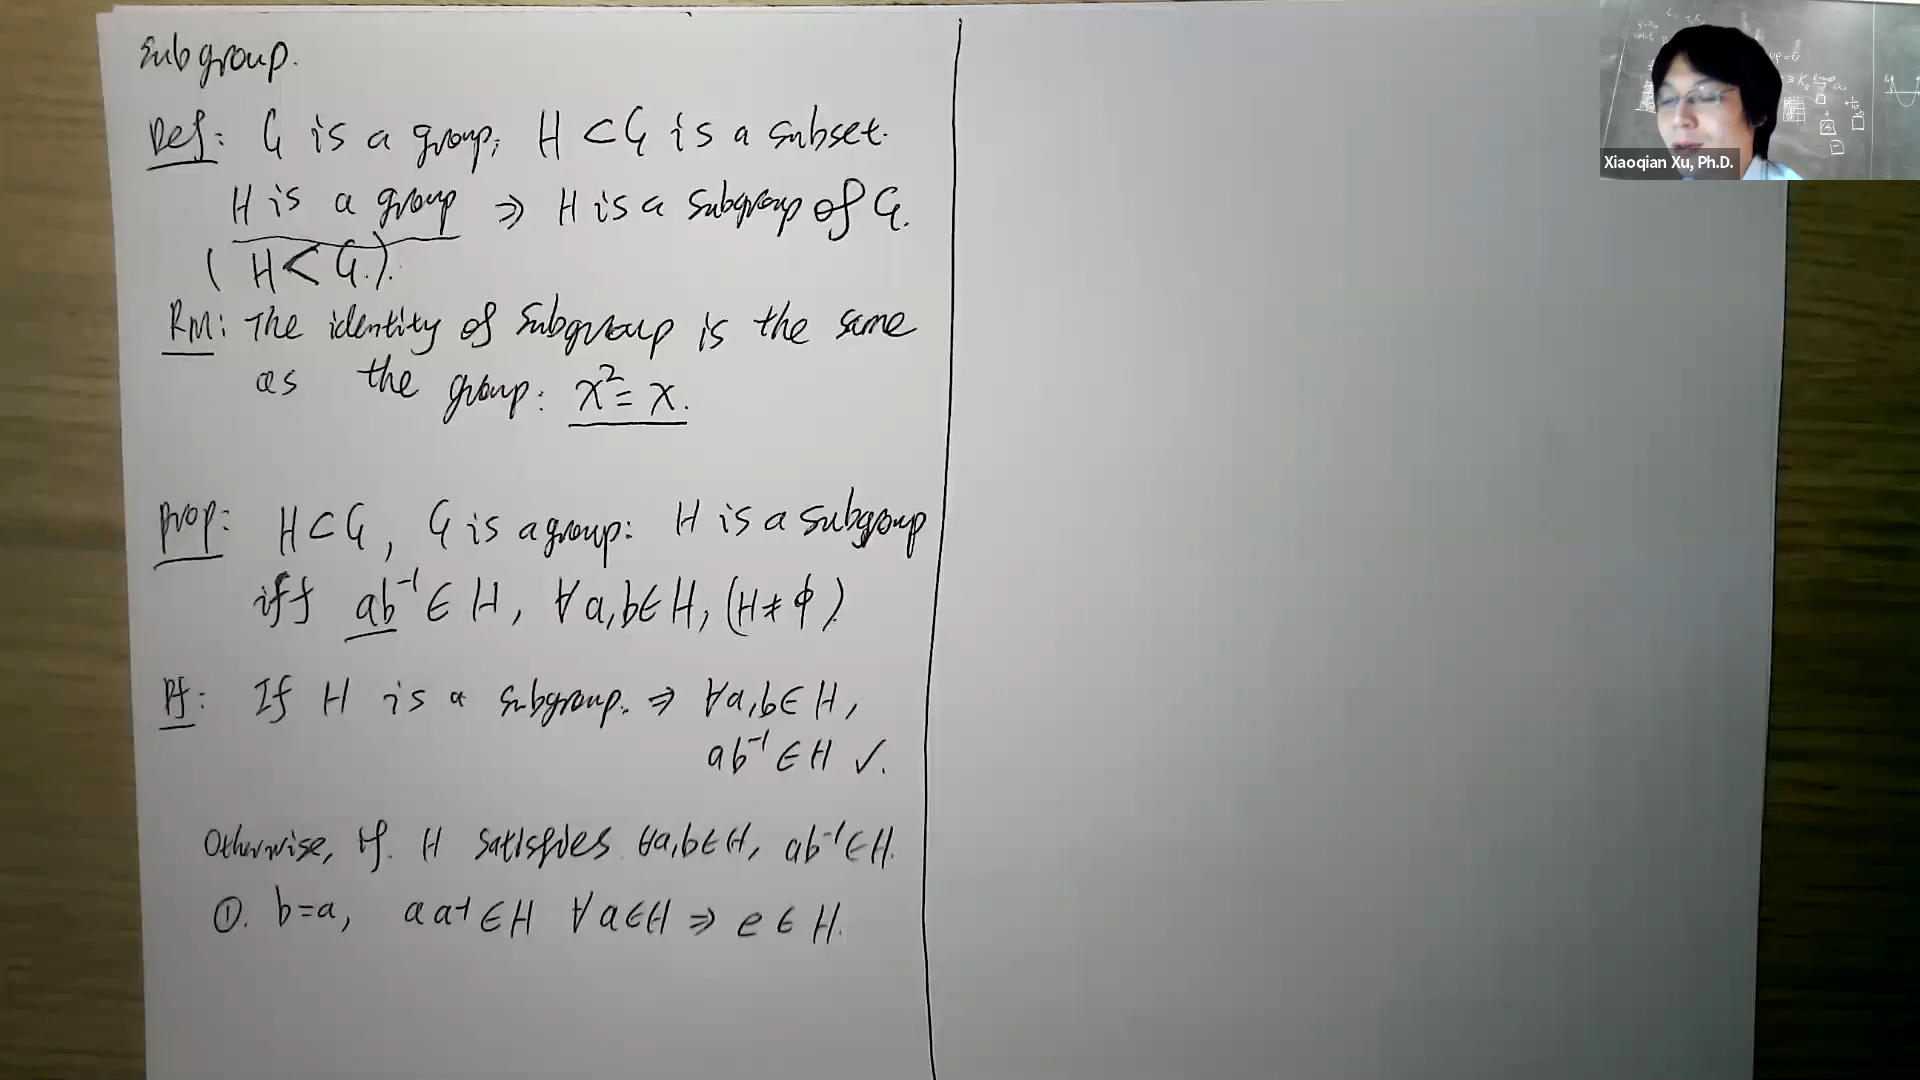 Subgroup.
Def: G is a group, H ⊂ G is a subset.
H is a group ⇒ H is a subgroup of G.
( H < G.).
RM: The identity of subgroup is the same
as the group: x² = x.
Prop: H ⊂ G, G is a group: H is a subgroup
iff ab⁻¹ ∈ H, ∀ a,b ∈ H, (H ≠ ϕ).
Pf: If H is a subgroup. ⇒ ∀a,b ∈ H,
ab⁻¹ ∈ H ✓.
Otherwise, if. H satisfies ∀a,b ∈ H, ab⁻¹ ∈ H.
①. b=a, aa⁻¹ ∈ H ∀ a ∈ H ⇒ e ∈ H.
Xiaoqian Xu, Ph.D.